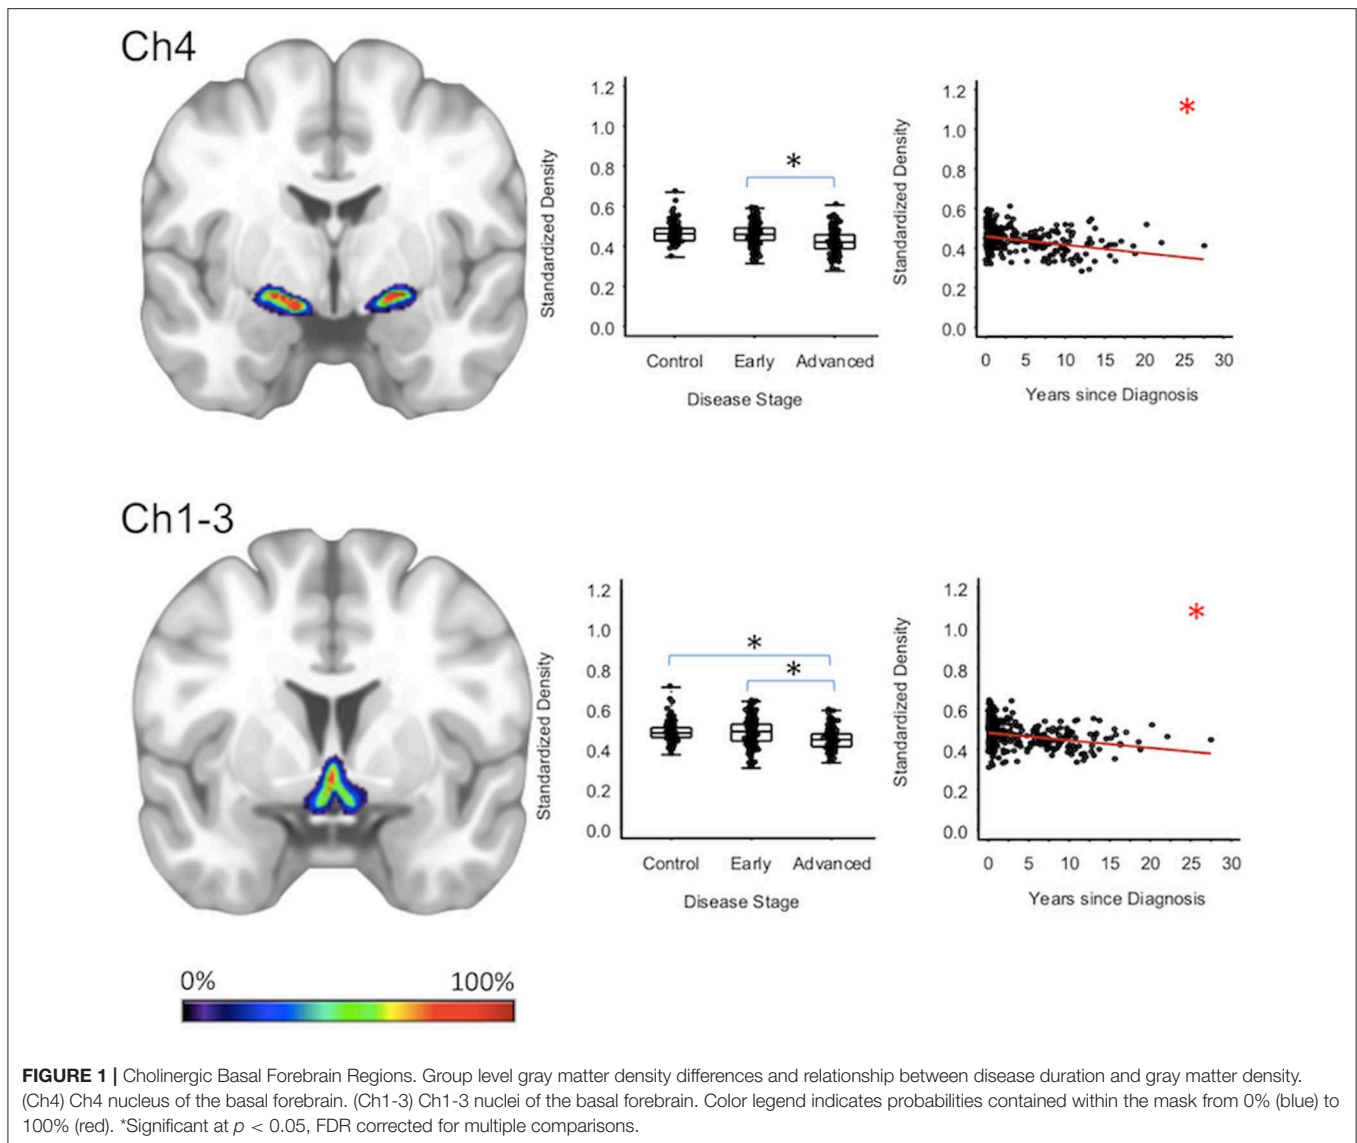 Ch4
Standardized Density
1.2
1.0
0.8
0.6
0.4
0.2
0.0
*
Control Early Advanced
Disease Stage
Standardized Density
1.2
1.0
0.8
0.6
0.4
0.2
0.0
*
0 5 10 15 20 25 30
Years since Diagnosis
Ch1-3
Standardized Density
1.2
1.0
0.8
0.6
0.4
0.2
0.0
*
*
Control Early Advanced
Disease Stage
Standardized Density
1.2
1.0
0.8
0.6
0.4
0.2
0.0
*
0 5 10 15 20 25 30
Years since Diagnosis
0% 100%
FIGURE 1 | Cholinergic Basal Forebrain Regions. Group level gray matter density differences and relationship between disease duration and gray matter density.
(Ch4) Ch4 nucleus of the basal forebrain. (Ch1-3) Ch1-3 nuclei of the basal forebrain. Color legend indicates probabilities contained within the mask from 0% (blue) to
100% (red). *Significant at p < 0.05, FDR corrected for multiple comparisons.